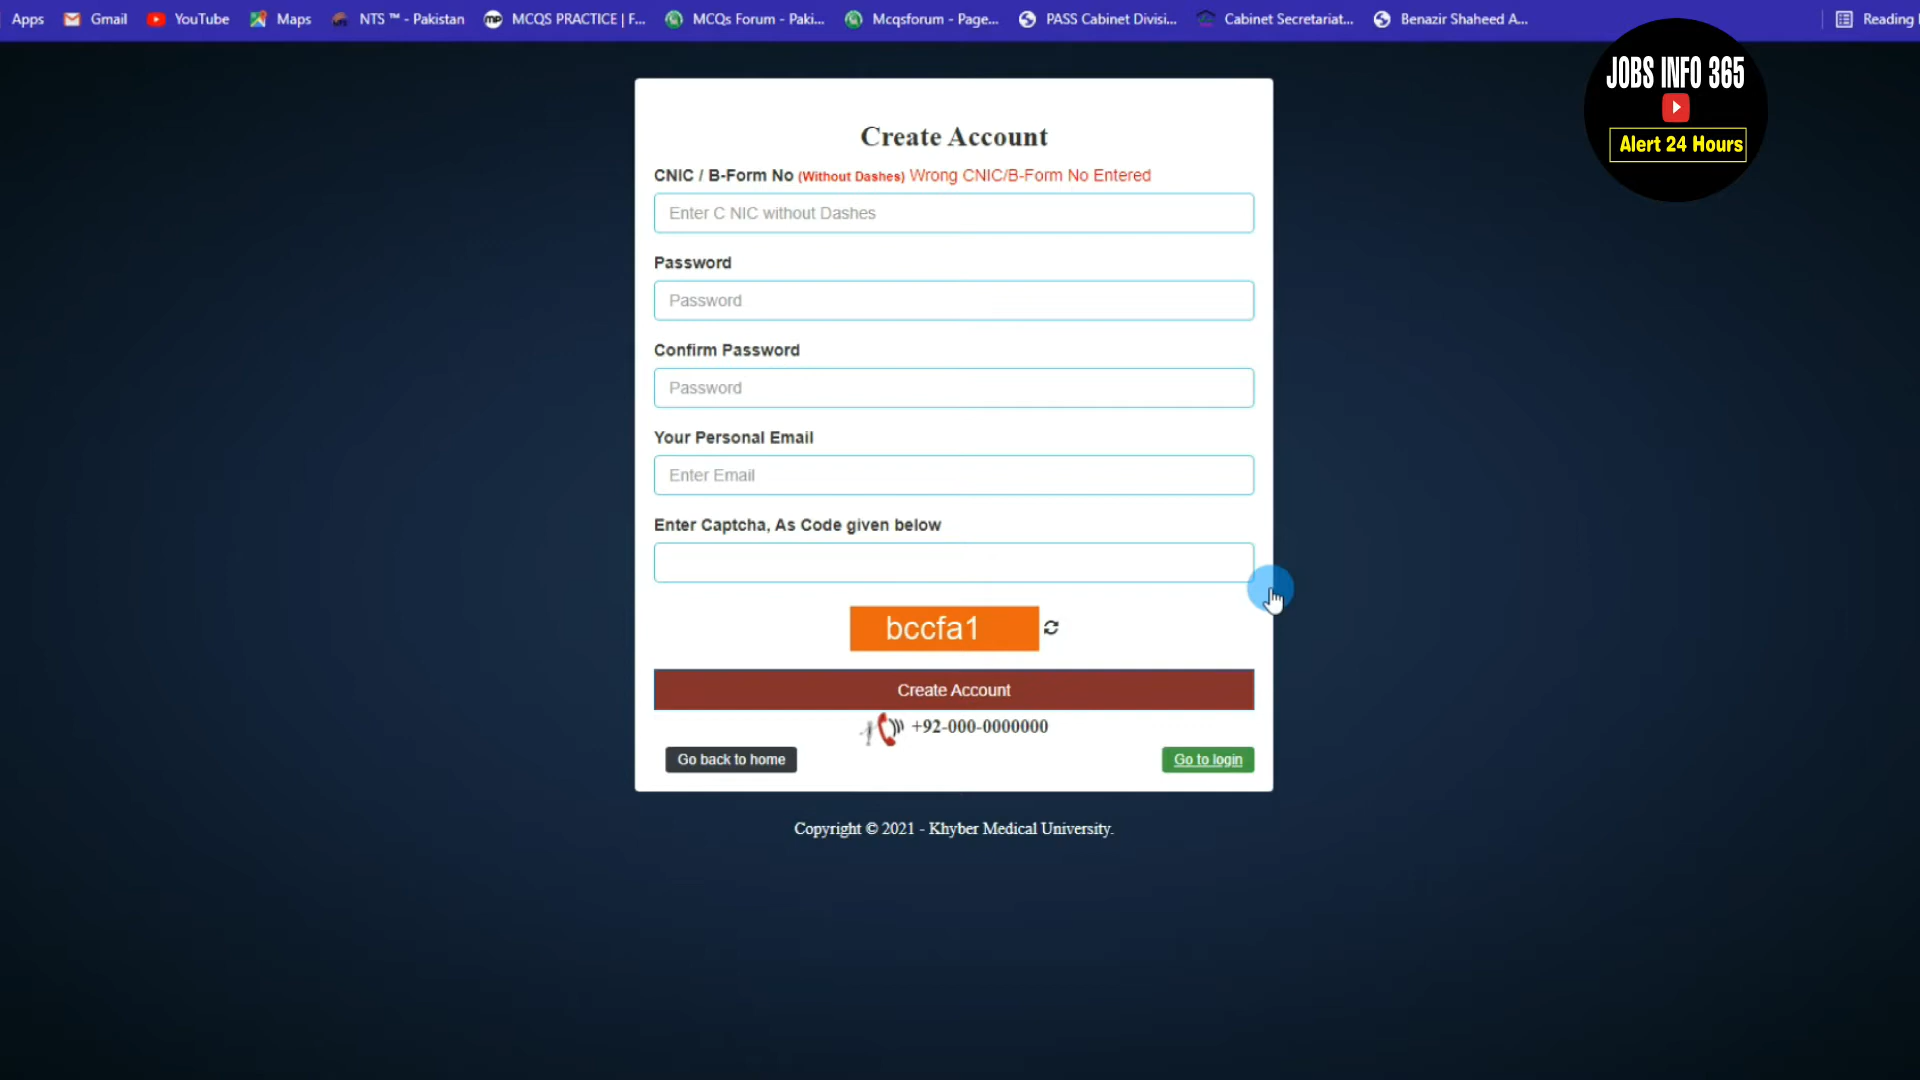 Apps Gmail YouTube Maps NTS ™ - Pakistan MCQS PRACTICE | F... MCQs Forum - Paki... Mcqsforum - Page... PASS Cabinet Divisi... Cabinet Secretariat... Benazir Shaheed A... Reading
JOBS INFO 365
Alert 24 Hours
Create Account
CNIC / B-Form No (Without Dashes) Wrong CNIC/B-Form No Entered
Enter C NIC without Dashes
Password
Password
Confirm Password
Password
Your Personal Email
Enter Email
Enter Captcha, As Code given below
bccfa1
Create Account
+92-000-0000000
Go back to home Go to login
Copyright © 2021 - Khyber Medical University.